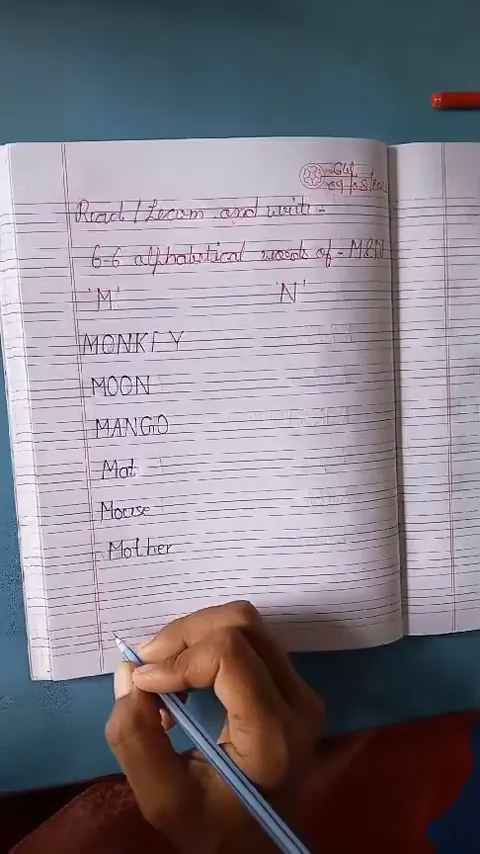 Read / Learn and write -
6-6 alphabetical words of - M&N
'M' 'N'
MONKEY
MOON
MANGO
Mat
Mouse
Mother